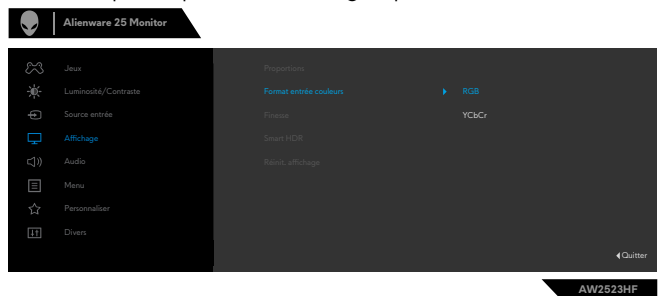 Alienware 25 Monitor
Jeux
Luminosité/Contraste
Source entrée
Affichage
Audio
Menu
Personnaliser
Divers
Proportions
Format entrée couleurs
RGB
Finesse
YCbCr
Smart HDR
Réinit. affichage
Quitter
AW2523HF